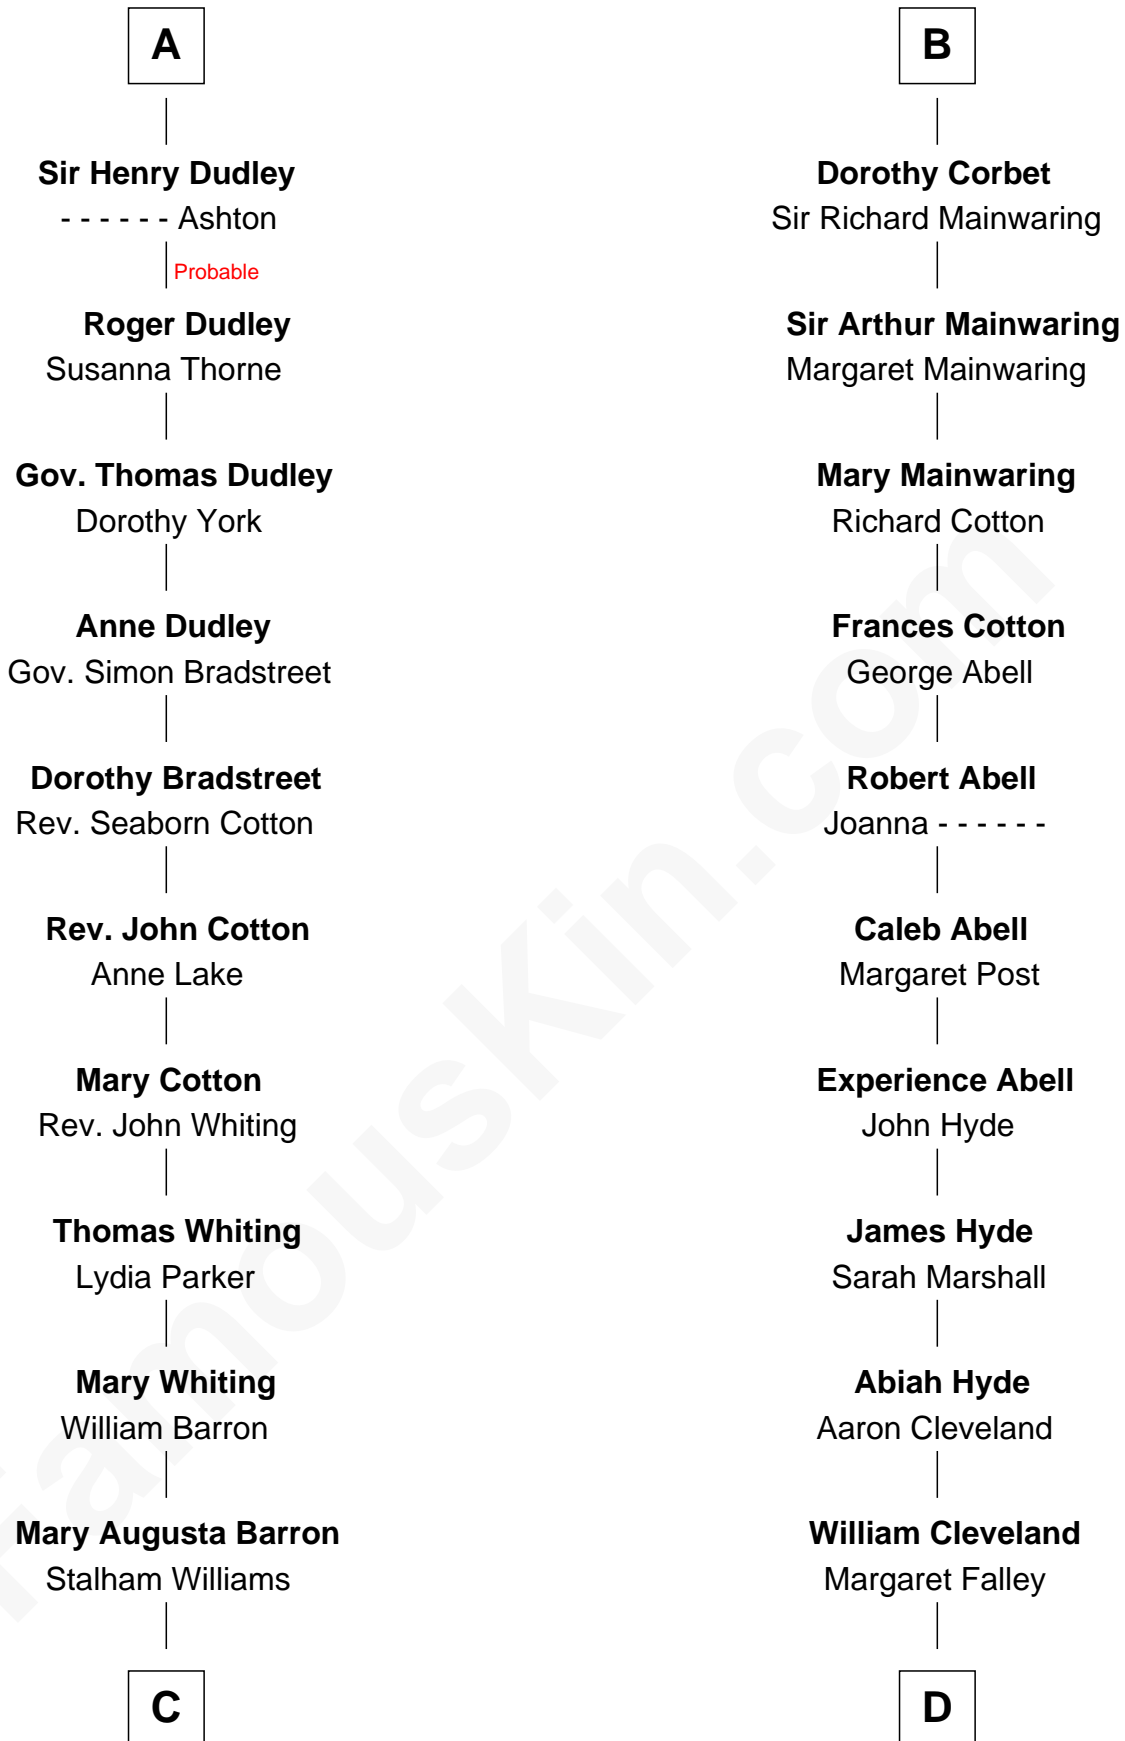 A
Sir Henry Dudley
- - - - - - Ashton
Probable
Roger Dudley
Susanna Thorne
Gov. Thomas Dudley
Dorothy York
Anne Dudley
Gov. Simon Bradstreet
Dorothy Bradstreet
Rev. Seaborn Cotton
Rev. John Cotton
Anne Lake
Mary Cotton
Rev. John Whiting
Thomas Whiting
Lydia Parker
Mary Whiting
William Barron
Mary Augusta Barron
Stalham Williams
C
B
Dorothy Corbet
Sir Richard Mainwaring
Sir Arthur Mainwaring
Margaret Mainwaring
Mary Mainwaring
Richard Cotton
Frances Cotton
George Abell
Robert Abell
Joanna - - - - - -
Caleb Abell
Margaret Post
Experience Abell
John Hyde
James Hyde
Sarah Marshall
Abiah Hyde
Aaron Cleveland
William Cleveland
Margaret Falley
D
FamousKin.com